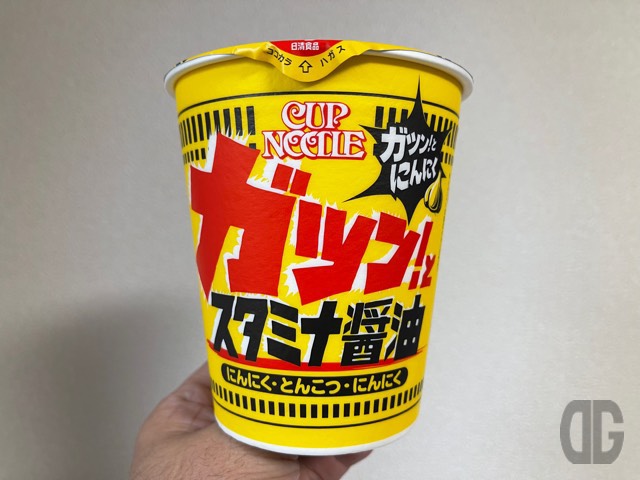 日清食品
ココカラ ハガス
CUP
NOODLE
ガツン!と
にんにく
ガツン!と
スタミナ醤油
にんにく・とんこつ・にんにく
DG